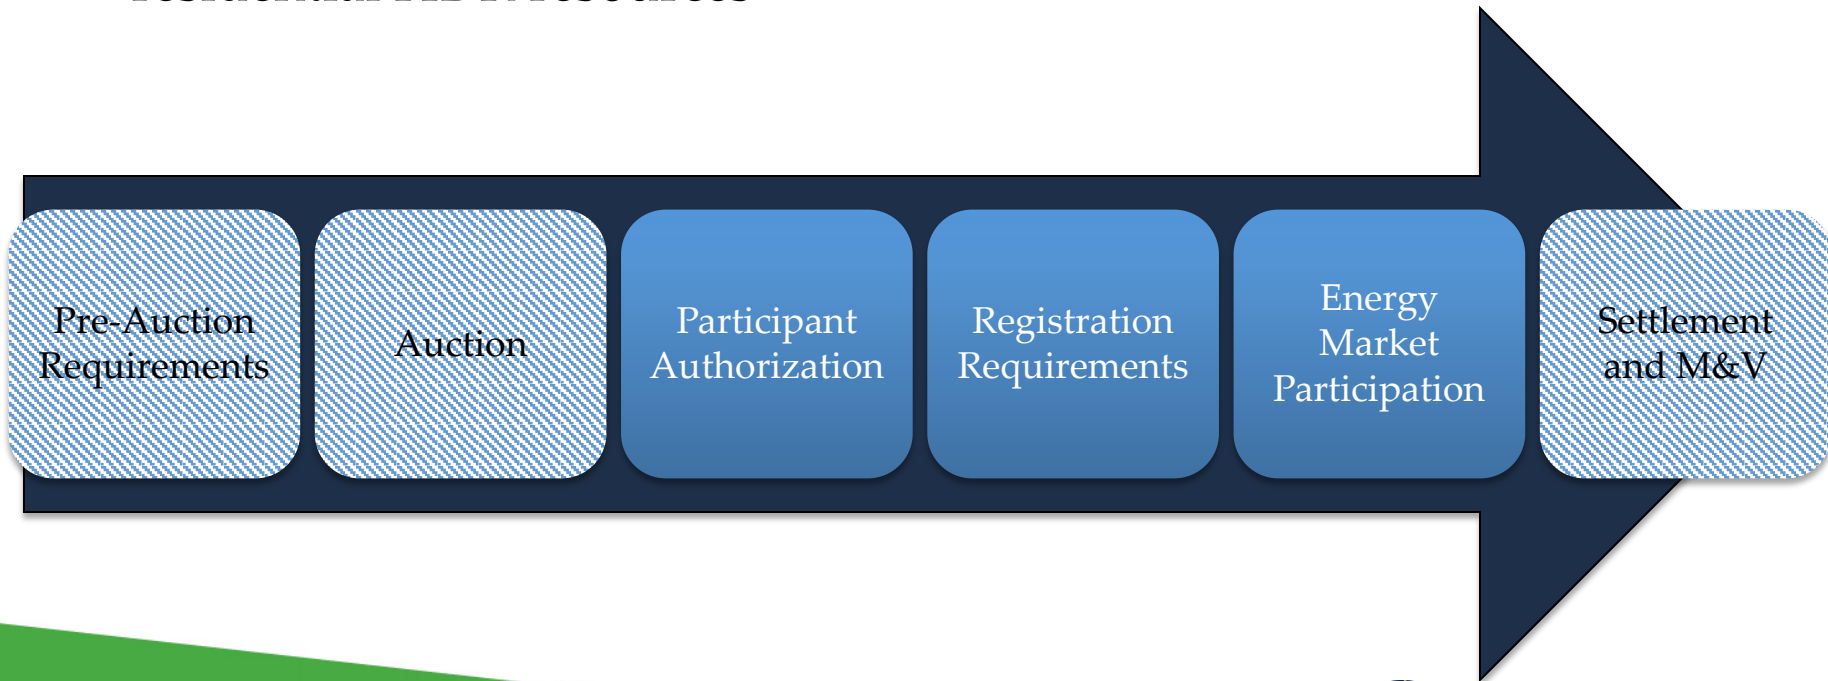 Pre-Auction
Requirements
Auction
Participant
Authorization
Registration
Requirements
Energy
Market
Participation
Settlement
and M&V